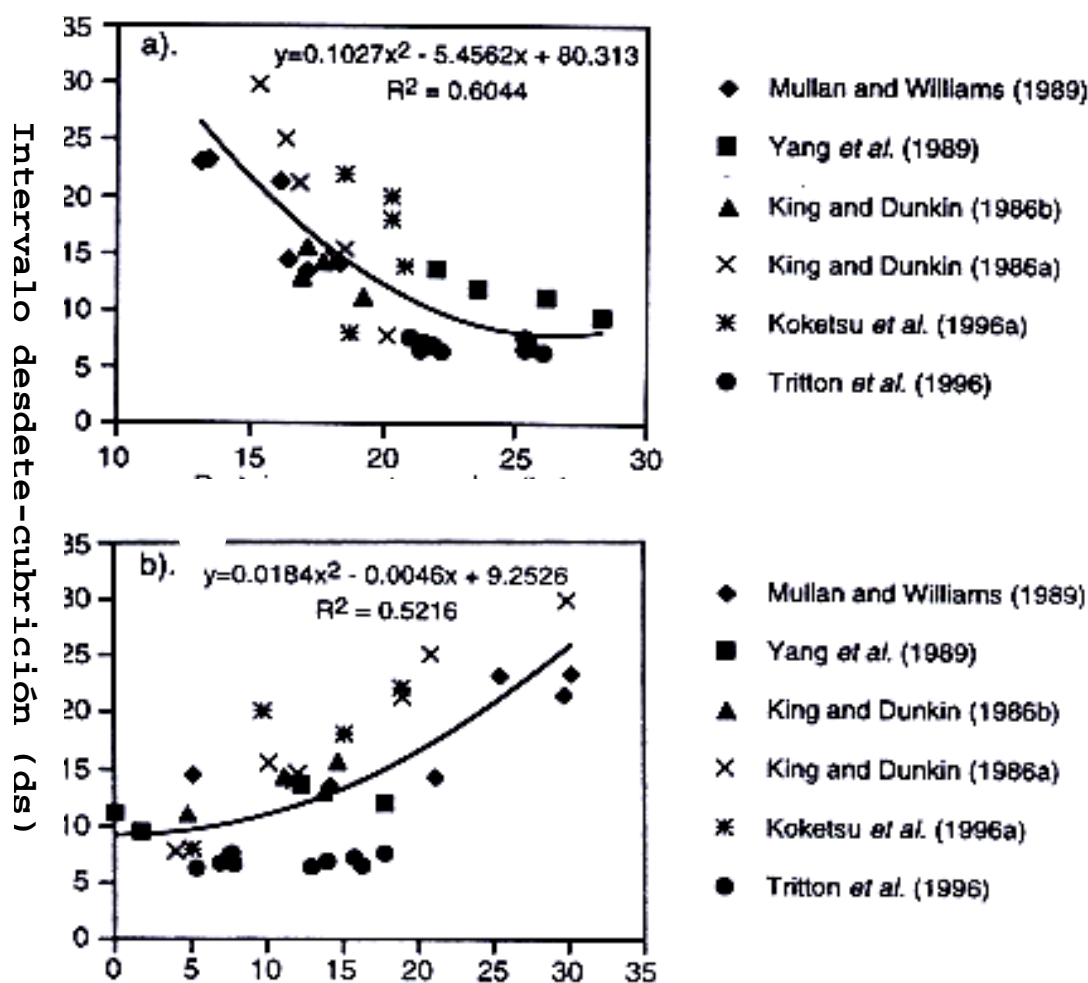 Intervalo desdete-cubrición (ds)
a).
y=0.1027x² - 5.4562x + 80.313
R² = 0.6044
35
30
25
20
15
10
5
0
10 15 20 25 30
Mullan and Williams (1989)
Yang et al. (1989)
King and Dunkin (1986b)
King and Dunkin (1986a)
Koketsu et al. (1996a)
Tritton et al. (1996)
b).
y=0.0184x² - 0.0046x + 9.2526
R² = 0.5216
35
30
25
20
15
10
5
0
0 5 10 15 20 25 30 35
Mullan and Williams (1989)
Yang et al. (1989)
King and Dunkin (1986b)
King and Dunkin (1986a)
Koketsu et al. (1996a)
Tritton et al. (1996)